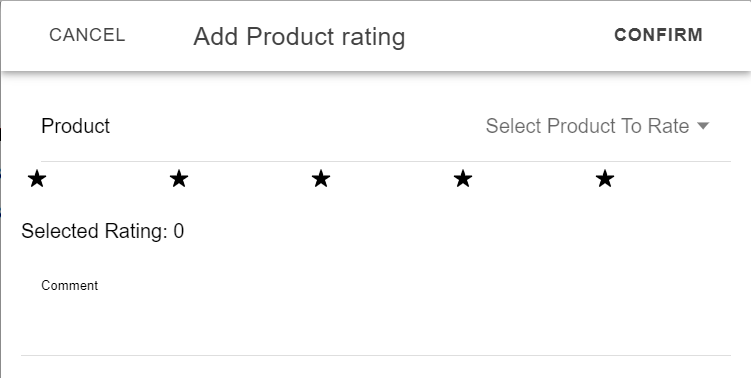 CANCEL Add Product rating CONFIRM
Product Select Product To Rate
Selected Rating: 0
Comment